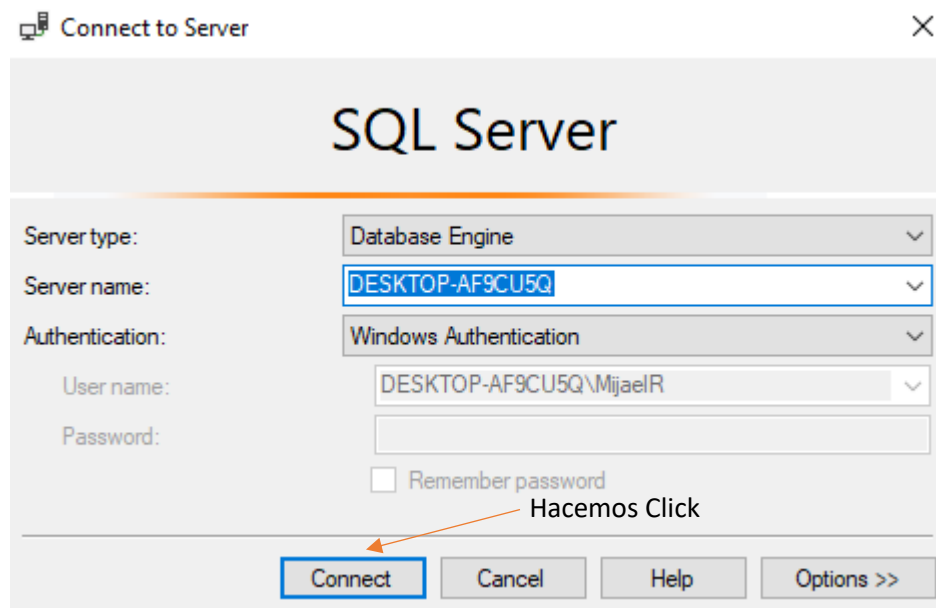 Connect to Server
SQL Server
Server type: Database Engine
Server name: DESKTOP-AF9CU5Q
Authentication: Windows Authentication
User name: DESKTOP-AF9CU5Q\MijaelR
Password:
Remember password
Hacemos Click
Connect Cancel Help Options >>